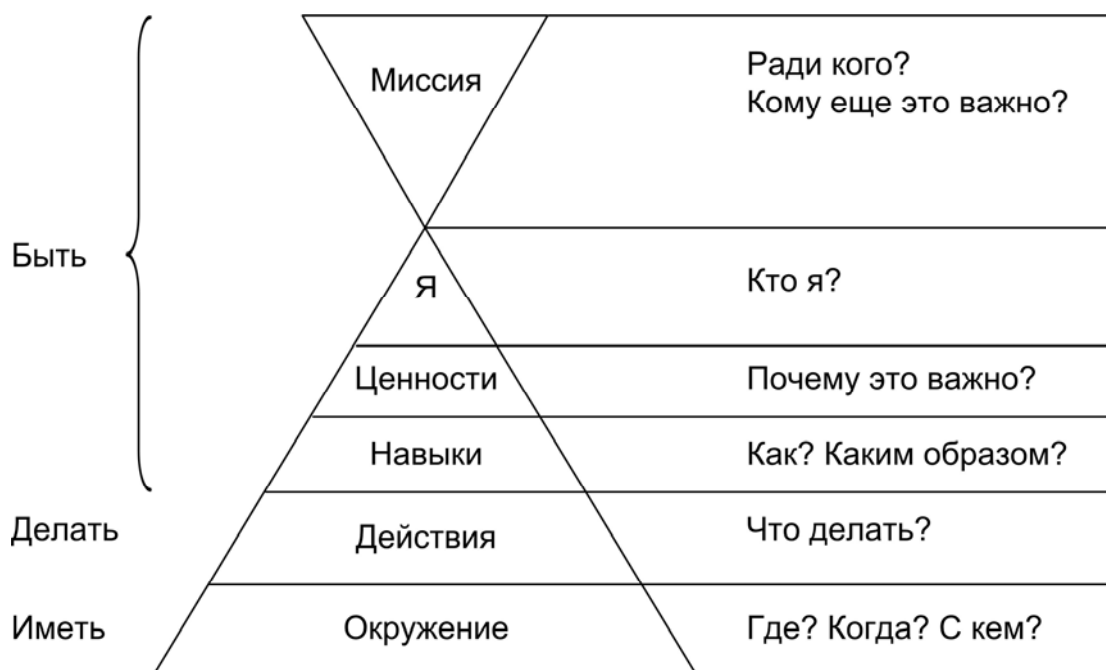 Миссия
Ради кого?
Кому еще это важно?
Быть
Я
Кто я?
Ценности
Почему это важно?
Навыки
Как? Каким образом?
Делать
Действия
Что делать?
Иметь
Окружение
Где? Когда? С кем?